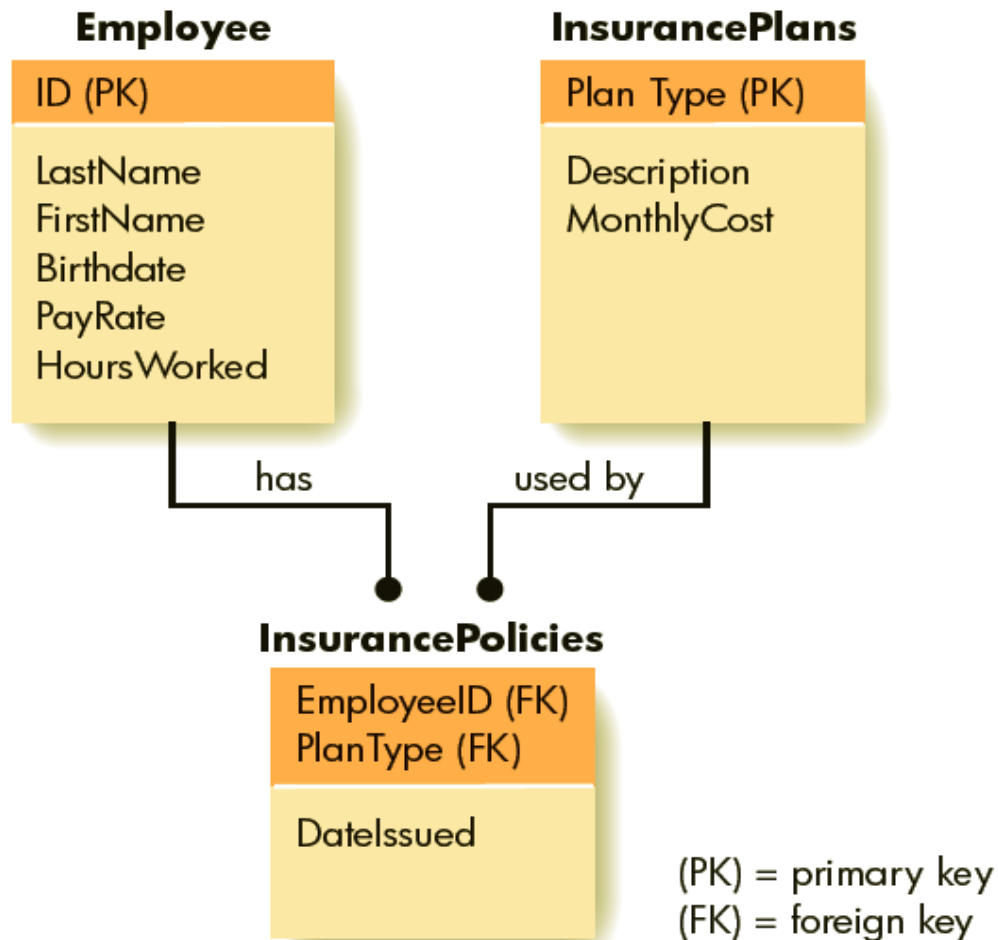 Employee
ID (PK)
LastName
FirstName
Birthdate
PayRate
HoursWorked
InsurancePlans
Plan Type (PK)
Description
MonthlyCost
has
used by
InsurancePolicies
EmployeeID (FK)
PlanType (FK)
DateIssued
(PK) = primary key
(FK) = foreign key